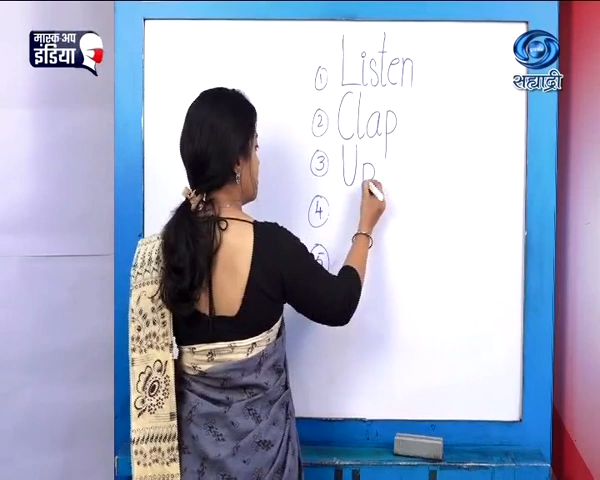 मास्क अप
इंडिया
सह्याद्री
① Listen
② Clap
③ Up
④
⑤